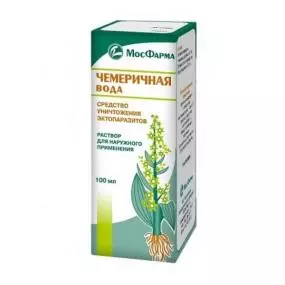 МосФарма
ЧЕМЕРИЧНАЯ
ВОДА
СРЕДСТВО
УНИЧТОЖЕНИЯ
ЭКТОПАРАЗИТОВ
РАСТВОР
ДЛЯ НАРУЖНОГО
ПРИМЕНЕНИЯ
100 мл